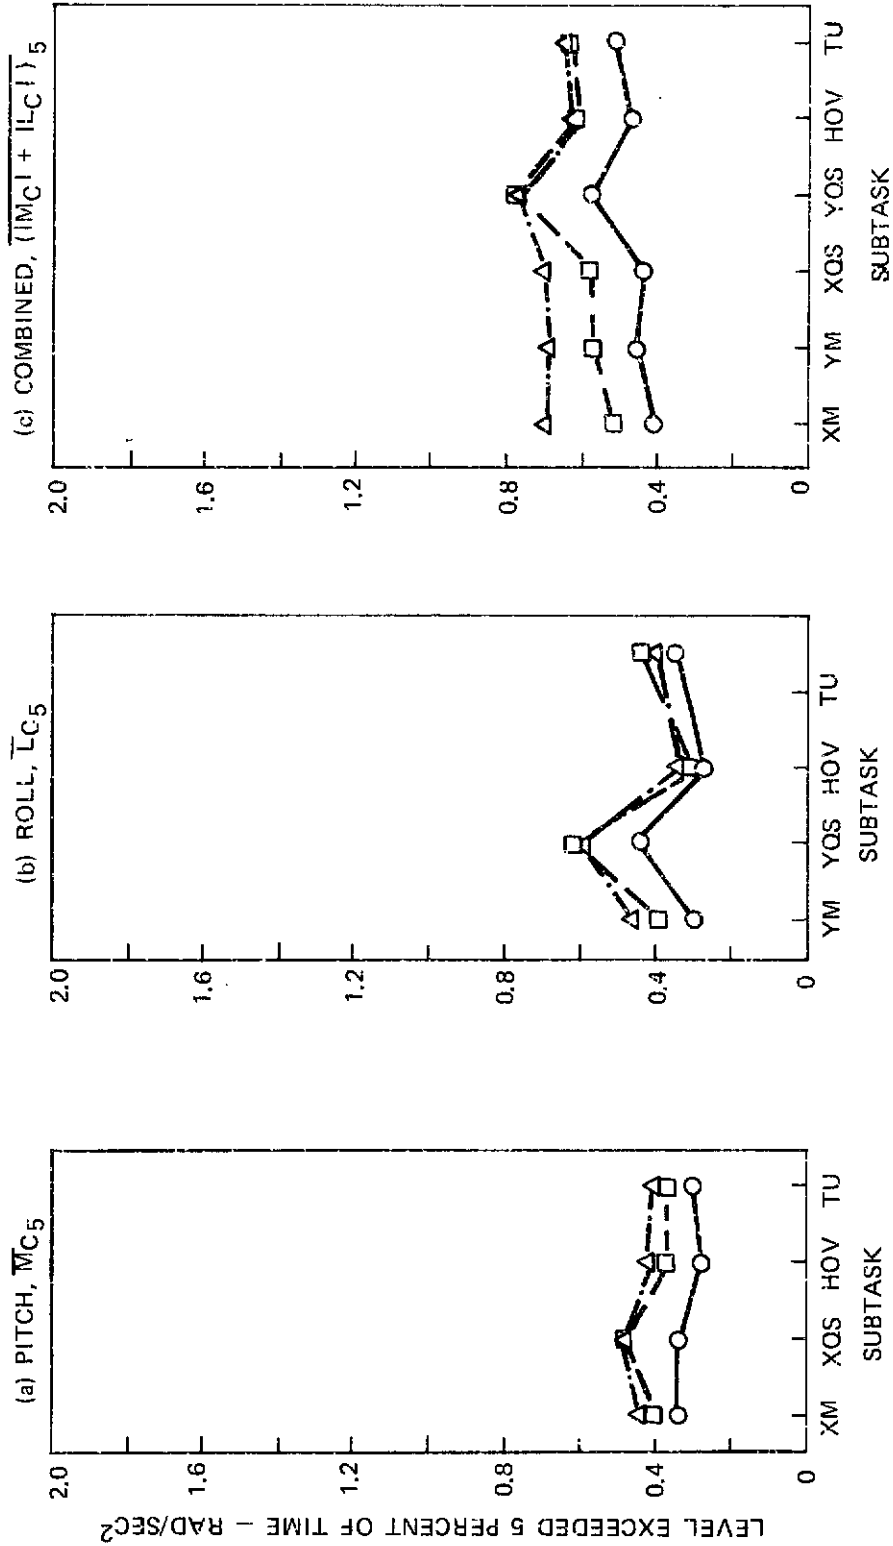 LEVEL EXCEEDED 5 PERCENT OF TIME – RAD/SEC²
(a) PITCH, M̅C₅
2.0
1.6
1.2
0.8
0.4
0
XM XQS HOV TU
SUBTASK
(b) ROLL, L̅C₅
2.0
1.6
1.2
0.8
0.4
0
YM YQS HOV TU
SUBTASK
(c) COMBINED, (IM_C I + IL_C I)₅
2.0
1.6
1.2
0.8
0.4
0
XM YM XQS YQS HOV TU
SUBTASK